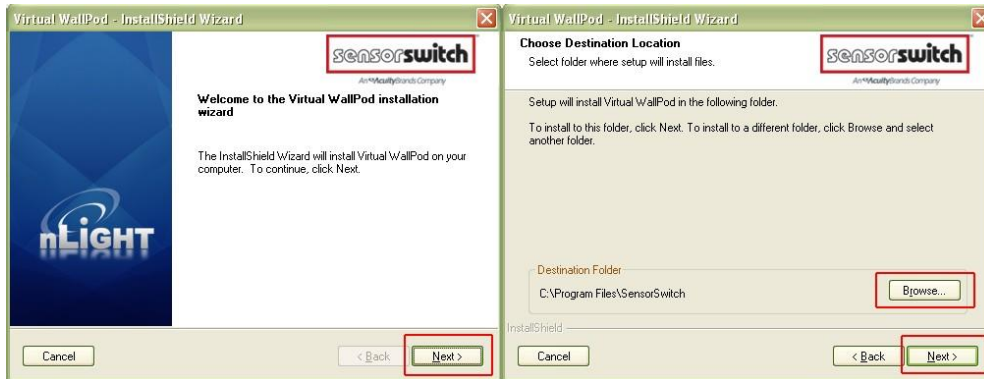 Virtual WallPod - InstallShield Wizard
sensorswitch
An AcuityBrands Company
Welcome to the Virtual WallPod installation
wizard
The InstallShield Wizard will install Virtual WallPod on your
computer. To continue, click Next.
nLIGHT
Cancel
< Back
Next >
Virtual WallPod - InstallShield Wizard
Choose Destination Location
Select folder where setup will install files.
sensorswitch
An AcuityBrands Company
Setup will install Virtual WallPod in the following folder.
To install to this folder, click Next. To install to a different folder, click Browse and select
another folder.
Destination Folder
C:\Program Files\SensorSwitch
Browse...
InstallShield
Cancel
< Back
Next >